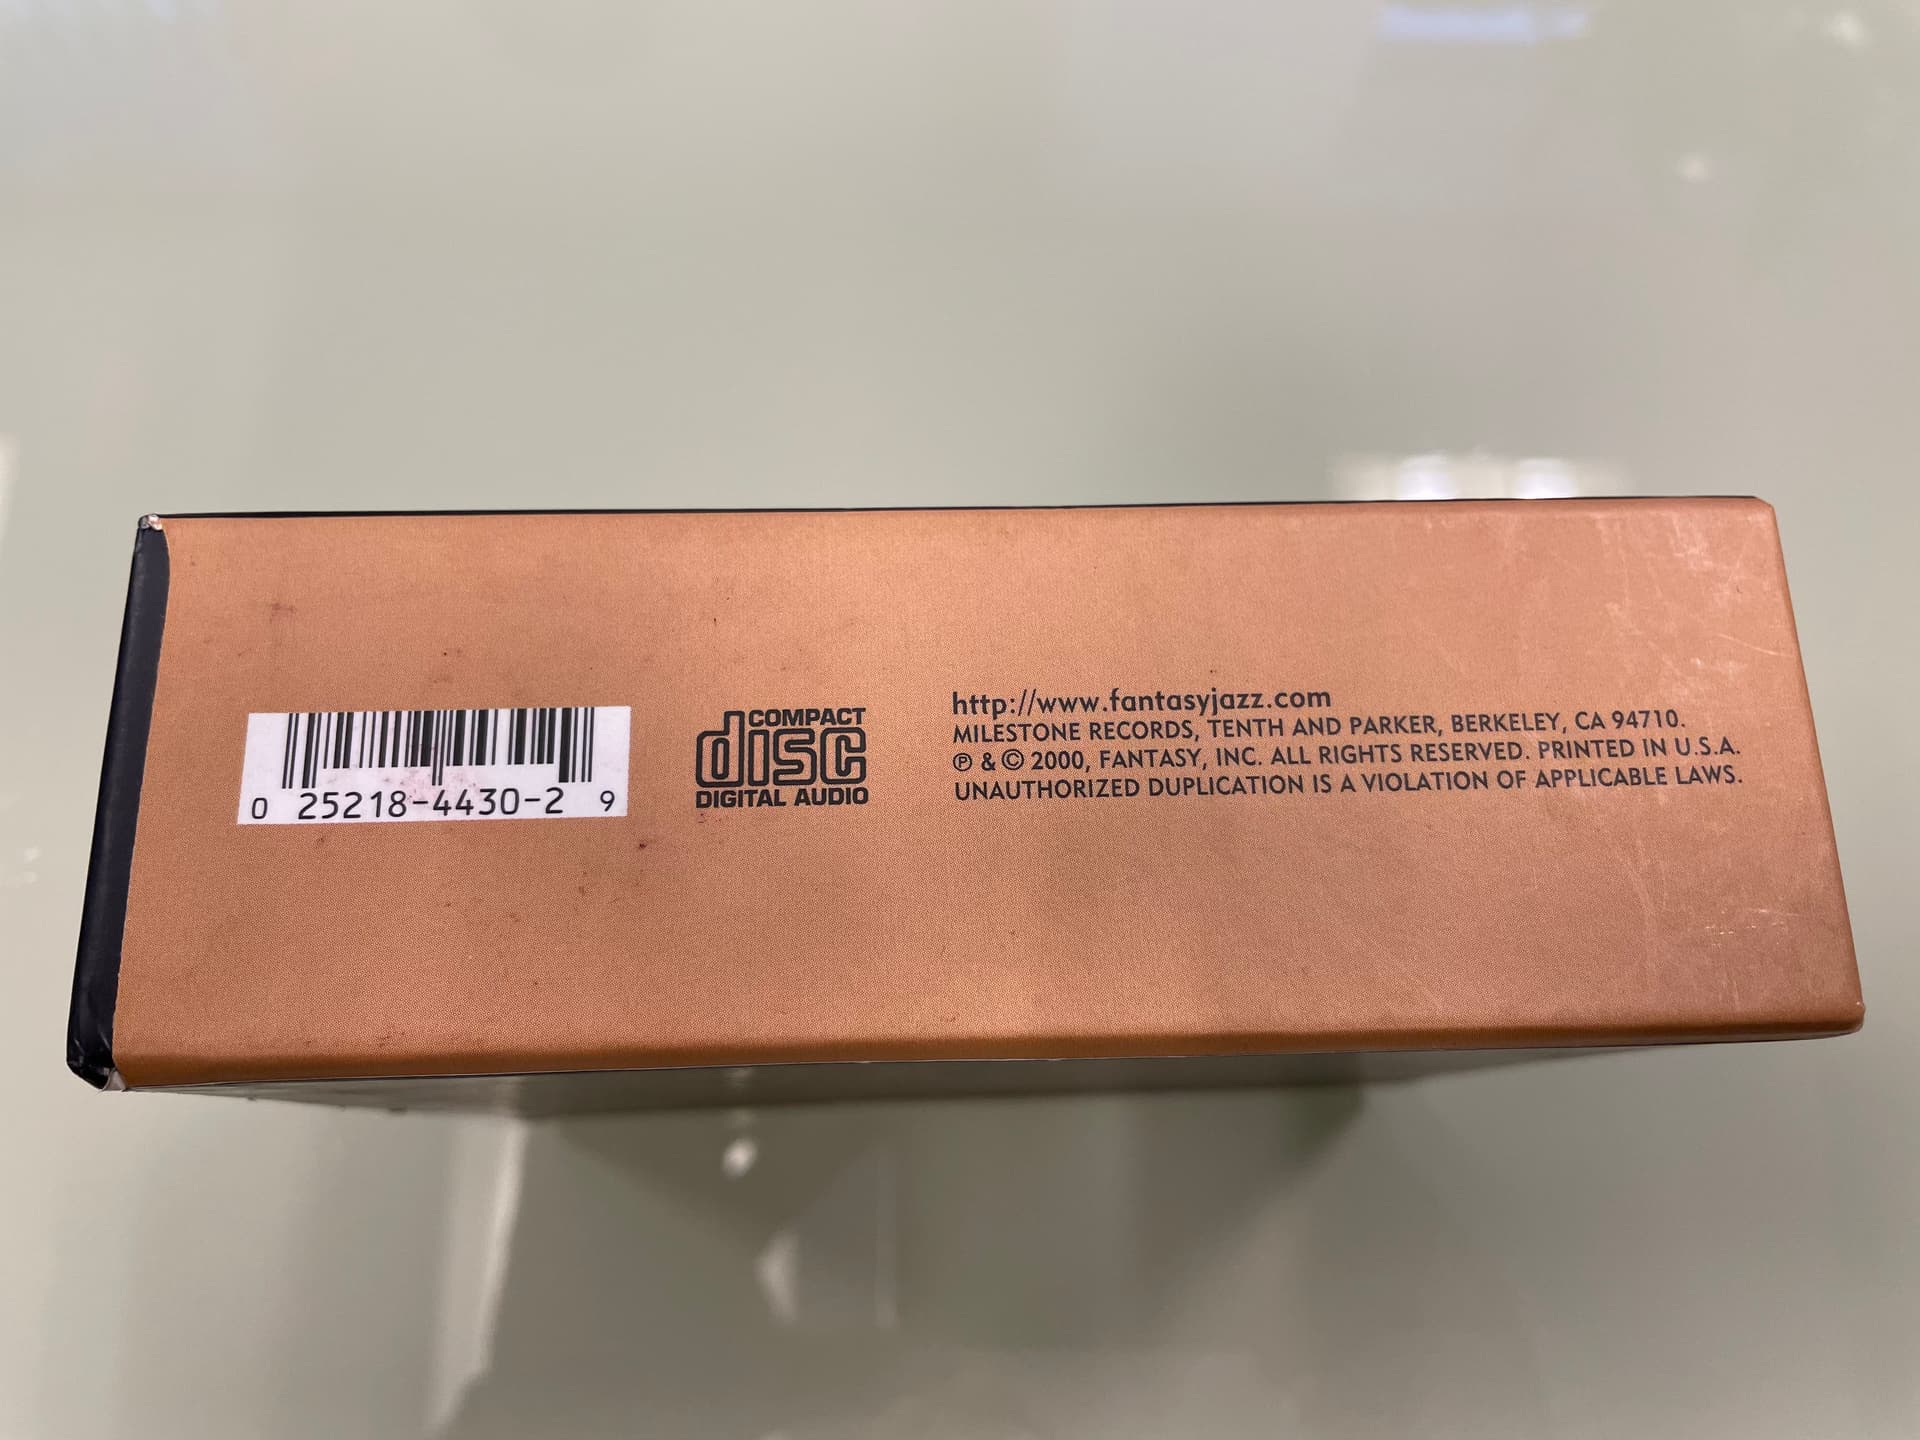 0 25218-4430-2 9
COMPACT
disc
DIGITAL AUDIO
http://www.fantasyjazz.com
MILESTONE RECORDS, TENTH AND PARKER, BERKELEY, CA 94710.
℗ & © 2000, FANTASY, INC. ALL RIGHTS RESERVED. PRINTED IN U.S.A.
UNAUTHORIZED DUPLICATION IS A VIOLATION OF APPLICABLE LAWS.